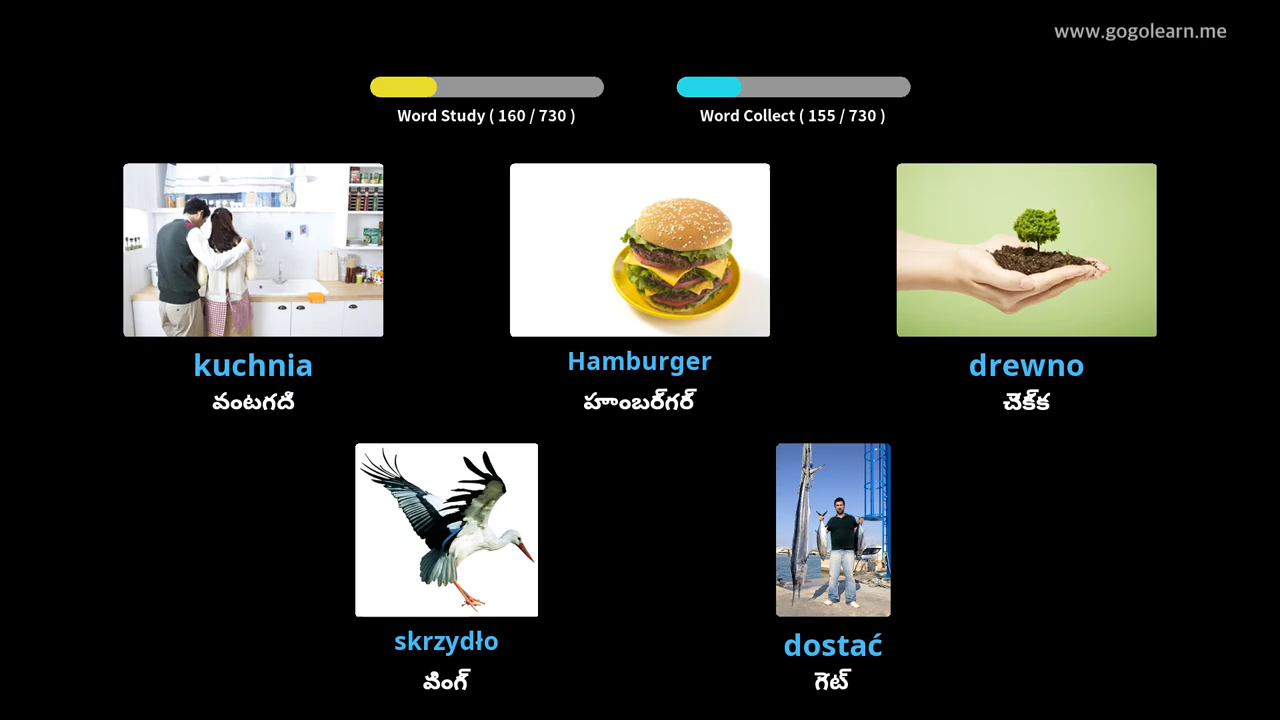 www.gogolearn.me
Word Study ( 160 / 730 )
Word Collect ( 155 / 730 )
kuchnia
వంటగది
Hamburger
హాంబర్‌గర్
drewno
చెక్క
skrzydło
వింగ్
dostać
గెట్